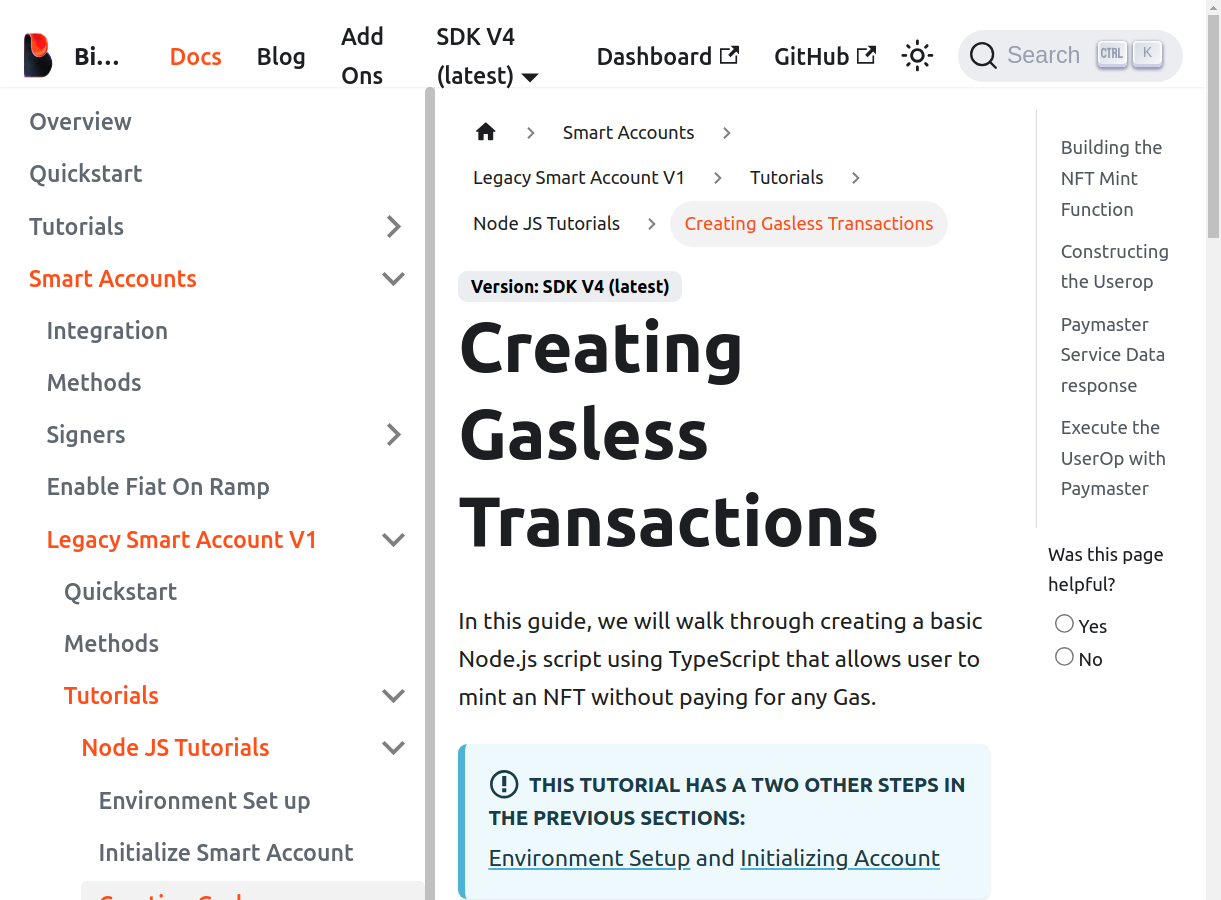 Bi...
Docs
Blog
Add
Ons
SDK V4
(latest)
Dashboard
GitHub
Search
CTRL
K
Overview
Quickstart
Tutorials
Smart Accounts
Integration
Methods
Signers
Enable Fiat On Ramp
Legacy Smart Account V1
Quickstart
Methods
Tutorials
Node JS Tutorials
Environment Set up
Initialize Smart Account
Smart Accounts
Legacy Smart Account V1
Tutorials
Node JS Tutorials
Creating Gasless Transactions
Version: SDK V4 (latest)
Creating
Gasless
Transactions
In this guide, we will walk through creating a basic
Node.js script using TypeScript that allows user to
mint an NFT without paying for any Gas.
THIS TUTORIAL HAS A TWO OTHER STEPS IN
THE PREVIOUS SECTIONS:
Environment Setup and Initializing Account
Building the
NFT Mint
Function
Constructing
the Userop
Paymaster
Service Data
response
Execute the
UserOp with
Paymaster
Was this page
helpful?
Yes
No